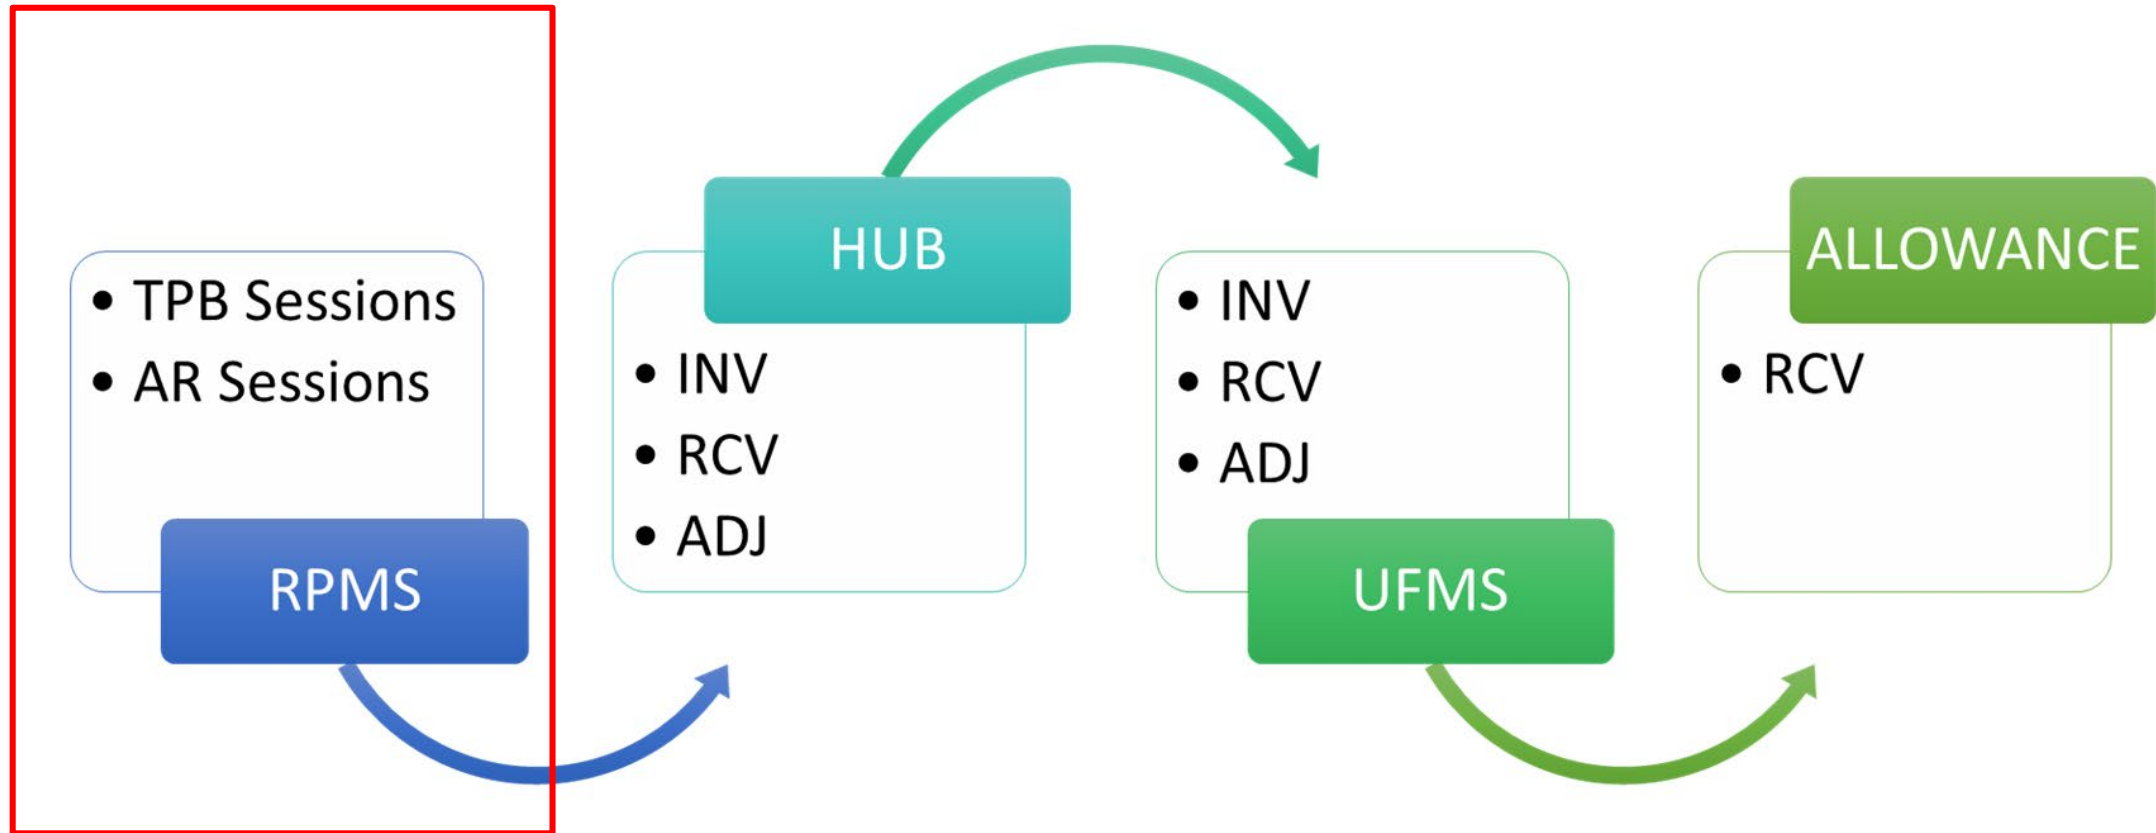 • TPB Sessions
• AR Sessions
RPMS
HUB
• INV
• RCV
• ADJ
• INV
• RCV
• ADJ
UFMS
ALLOWANCE
• RCV